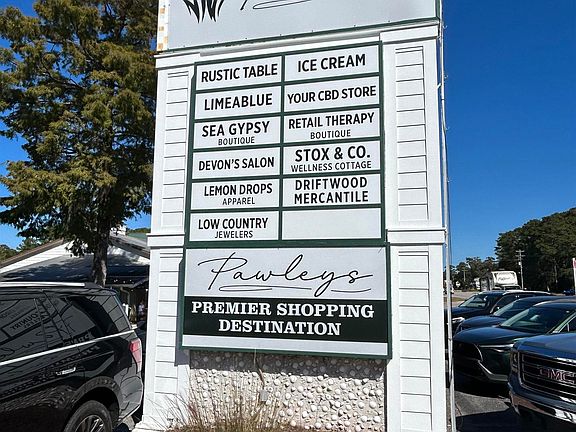 RUSTIC TABLE
ICE CREAM
LIMEABLUE
YOUR CBD STORE
SEA GYPSY
BOUTIQUE
RETAIL THERAPY
BOUTIQUE
DEVON'S SALON
STOX & CO.
WELLNESS COTTAGE
LEMON DROPS
APPAREL
DRIFTWOOD
MERCANTILE
LOW COUNTRY
JEWELERS
Pawleys
PREMIER SHOPPING
DESTINATION
GMC